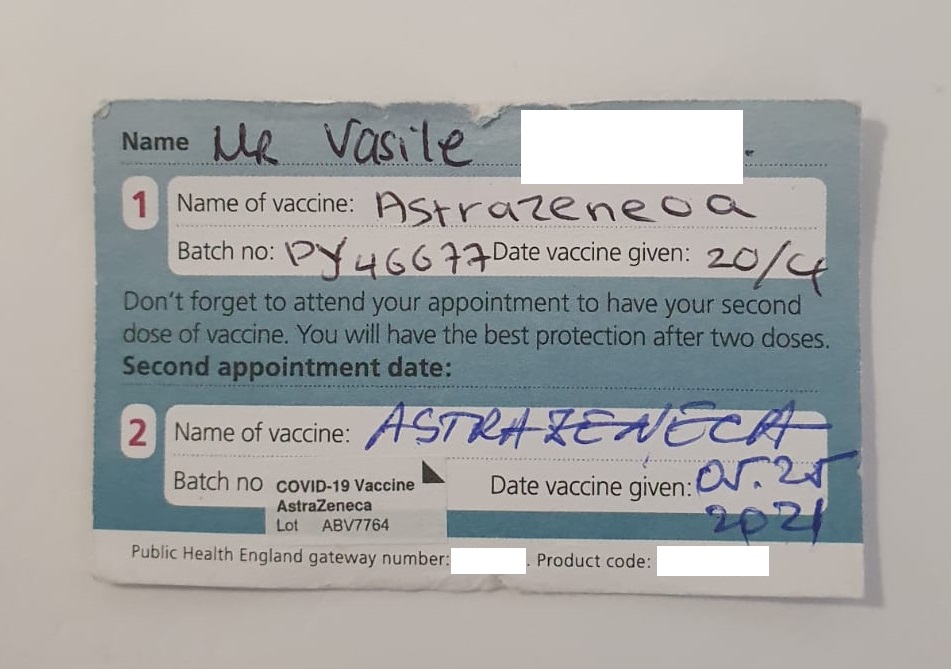 Name Mr Vasile
1 Name of vaccine: Astrazeneca
Batch no: PY46677 Date vaccine given: 20/4
Don't forget to attend your appointment to have your second
dose of vaccine. You will have the best protection after two doses.
Second appointment date:
2 Name of vaccine: ASTRAZENECA
Batch no COVID-19 Vaccine
AstraZeneca
Lot ABV7764
Date vaccine given: 05.25
2021
Public Health England gateway number: . Product code: